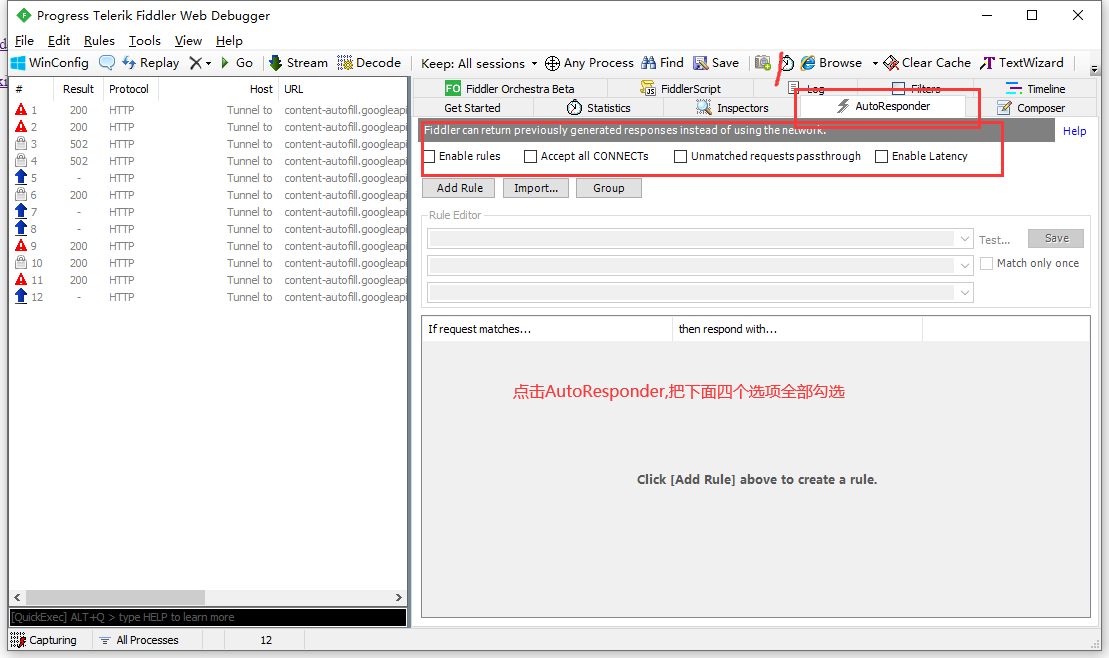 Progress Telerik Fiddler Web Debugger
File Edit Rules Tools View Help
WinConfig Replay Go Stream Decode Keep: All sessions Any Process Find Save Browse Clear Cache TextWizard
# Result Protocol Host URL
1 200 HTTP Tunnel to content-autofill.googleapi
2 200 HTTP Tunnel to content-autofill.googleapi
3 502 HTTP Tunnel to content-autofill.googleapi
4 502 HTTP Tunnel to content-autofill.googleapi
5 - HTTP Tunnel to content-autofill.googleapi
6 200 HTTP Tunnel to content-autofill.googleapi
7 - HTTP Tunnel to content-autofill.googleapi
8 - HTTP Tunnel to content-autofill.googleapi
9 200 HTTP Tunnel to content-autofill.googleapi
10 200 HTTP Tunnel to content-autofill.googleapi
11 200 HTTP Tunnel to content-autofill.googleapi
12 - HTTP Tunnel to content-autofill.googleapi
[QuickExec] ALT+Q > type HELP to learn more
Capturing All Processes 12
FO Fiddler Orchestra Beta JS FiddlerScript Log Filters Timeline
Get Started Statistics Inspectors AutoResponder Composer
Fiddler can return previously generated responses instead of using the network.
Help
Enable rules Accept all CONNECTs Unmatched requests passthrough Enable Latency
Add Rule Import... Group
Rule Editor
Test... Save
Match only once
If request matches... then respond with...
点击AutoResponder,把下面四个选项全部勾选
Click [Add Rule] above to create a rule.